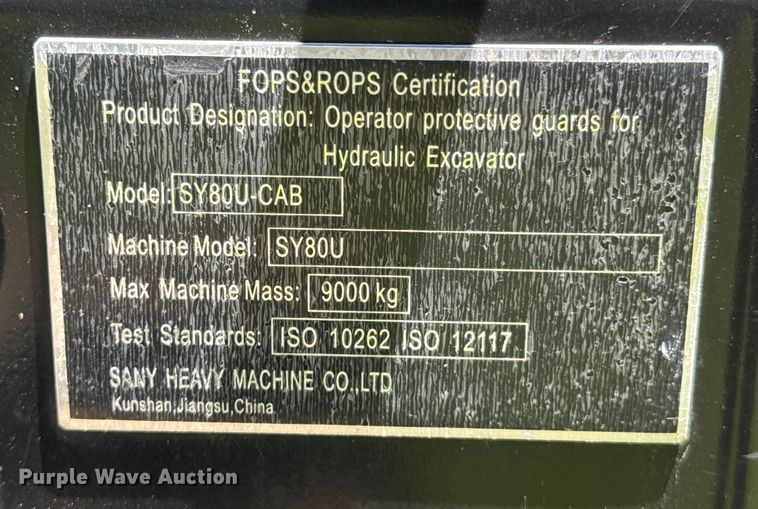 FOPS&ROPS Certification
Product Designation: Operator protective guards for
Hydraulic Excavator
Model: SY80U-CAB
Machine Model: SY80U
Max Machine Mass: 9000 kg
Test Standards: ISO 10262 ISO 12117
SANY HEAVY MACHINE CO.,LTD
Kunshan,Jiangsu,China
Purple Wave Auction